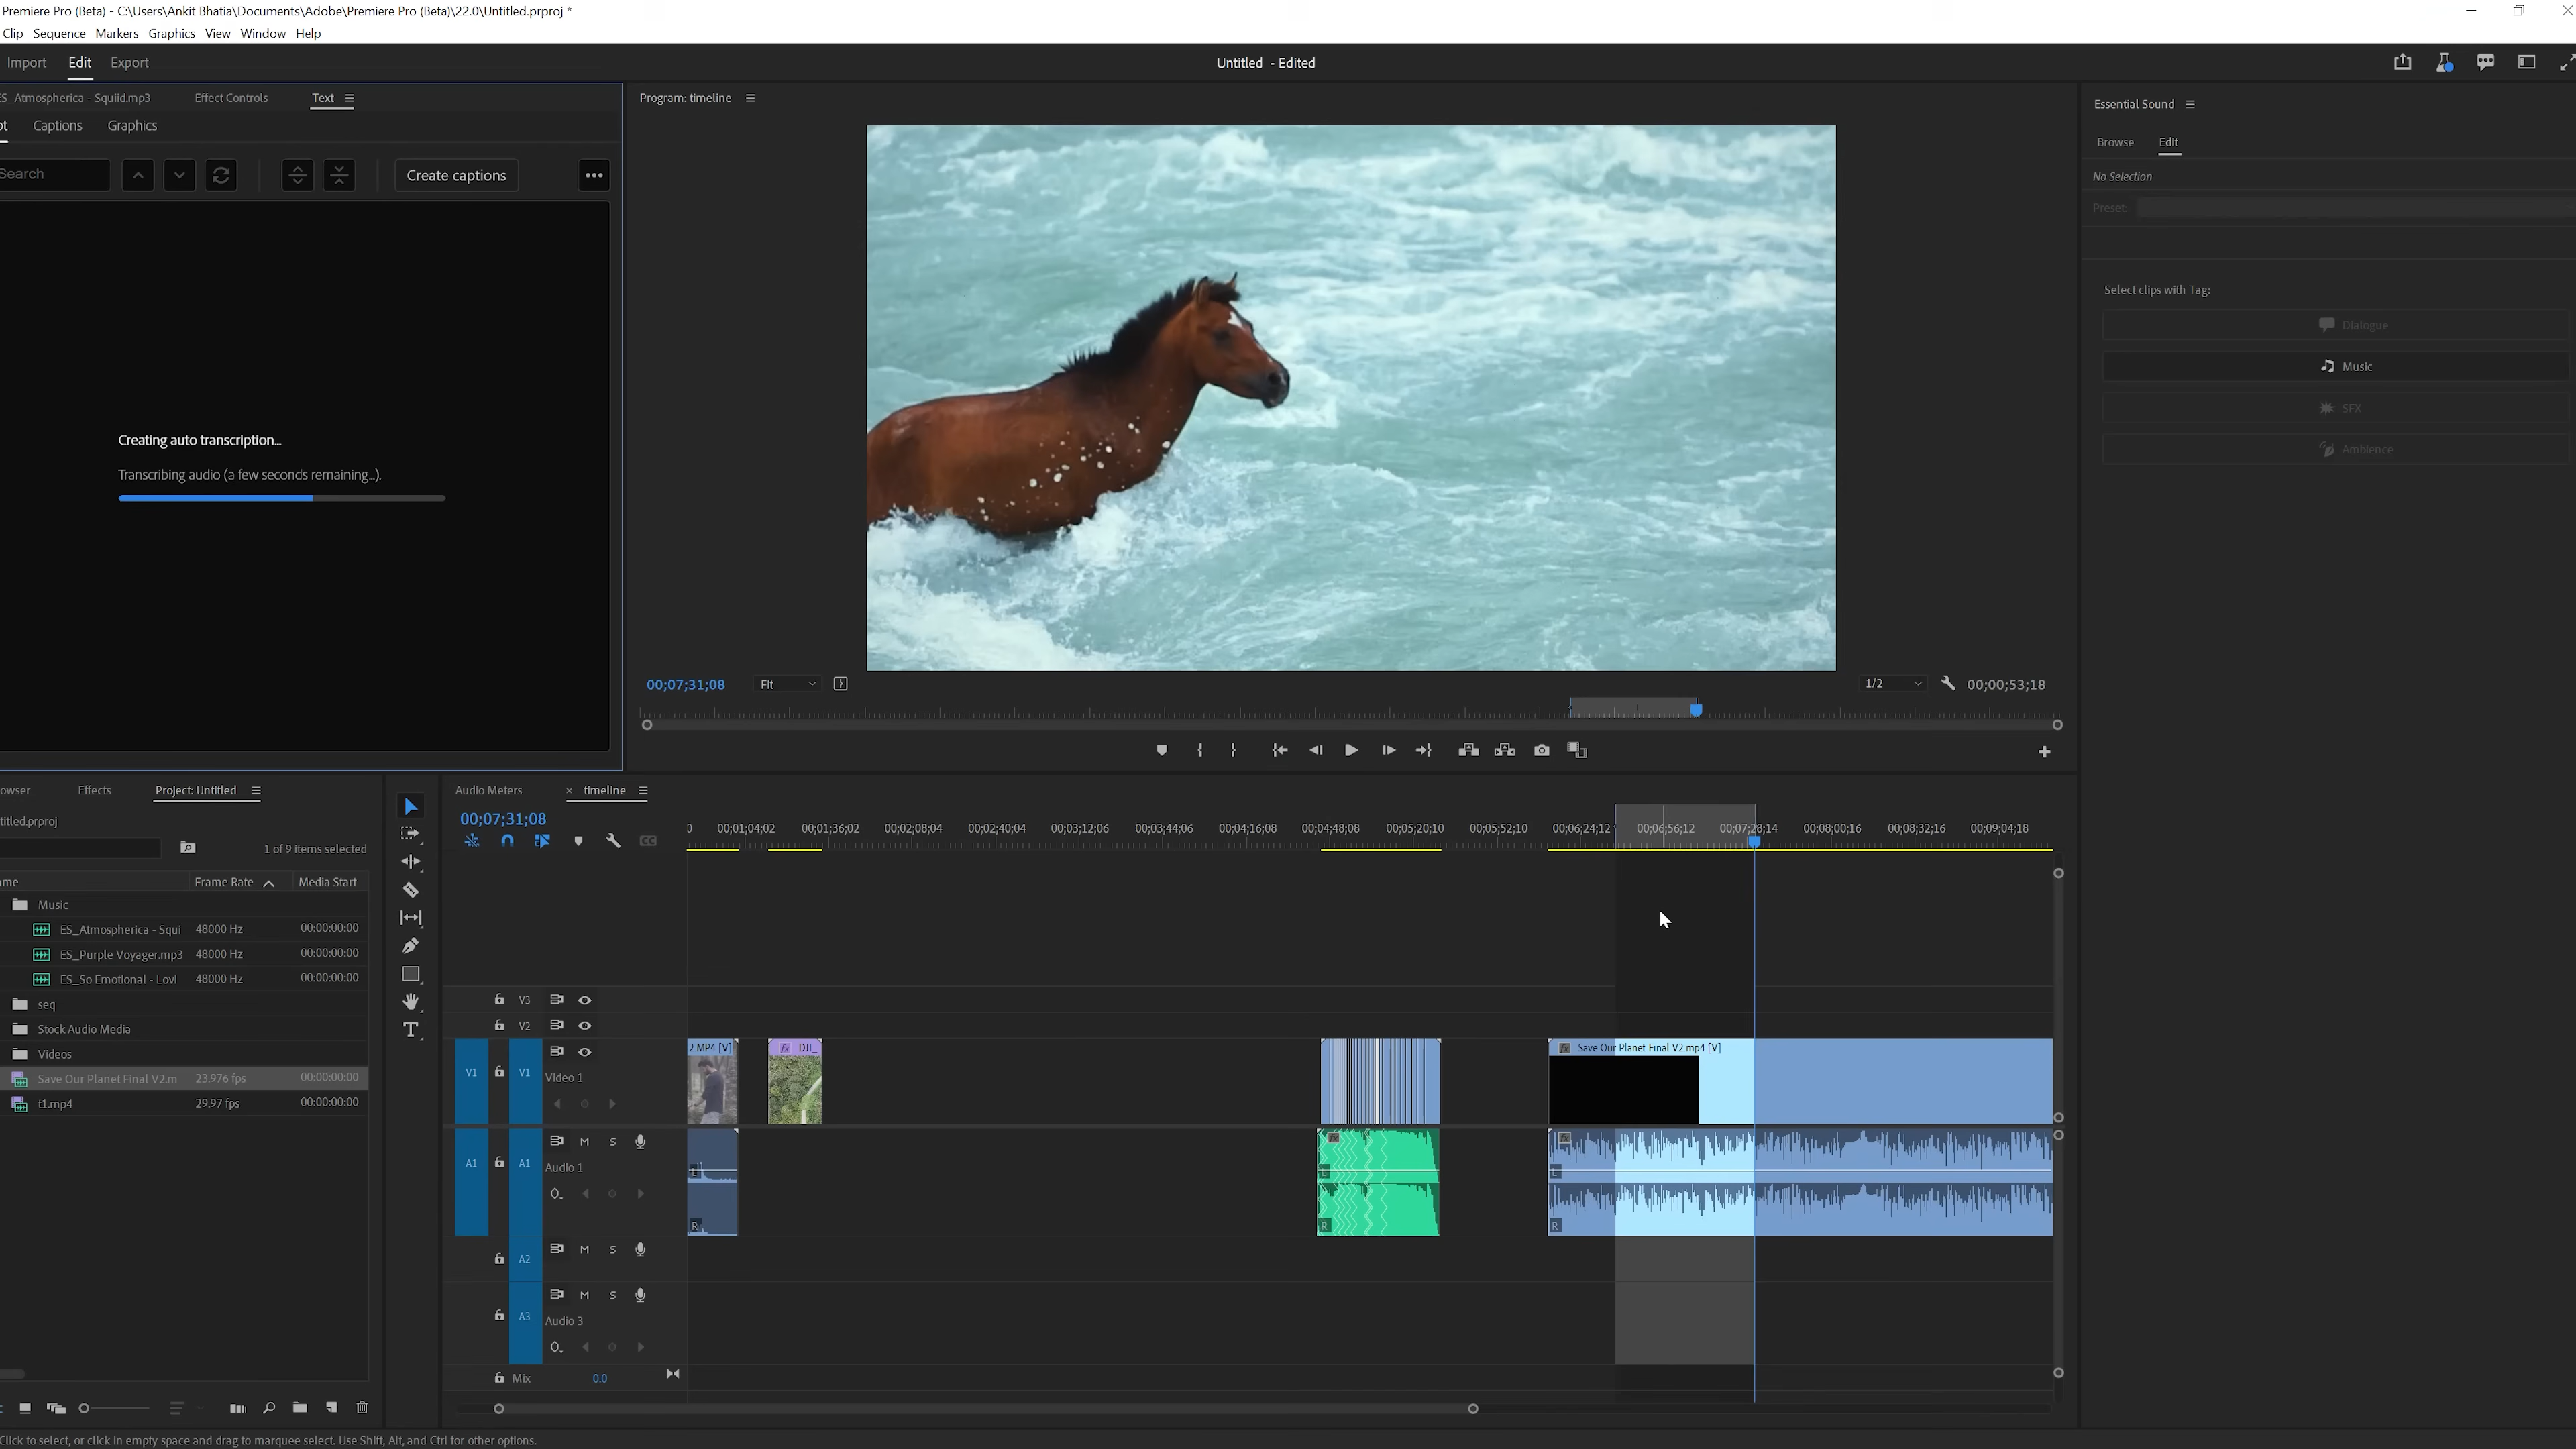 Premiere Pro (Beta) - C:\Users\Ankit Bhatia\Documents\Adobe\Premiere Pro (Beta)\22.0\Untitled.prproj *
Clip Sequence Markers Graphics View Window Help
Import Edit Export
Untitled - Edited
ES_Atmospherica - Squiid.mp3 Effect Controls Text
Captions Graphics
Search
Create captions
Creating auto transcription...
Transcribing audio (a few seconds remaining...).
Program: timeline
00;07;31;08
Fit
1/2
00;00;53;18
Essential Sound
Browse Edit
No Selection
Preset:
Select clips with Tag:
Dialogue
Music
SFX
Ambience
owser Effects Project: Untitled
titled.prproj
1 of 9 items selected
me Frame Rate Media Start
Music
ES_Atmospherica - Squi 48000 Hz 00:00:00:00
ES_Purple Voyager.mp3 48000 Hz 00:00:00:00
ES_So Emotional - Lovi 48000 Hz 00:00:00:00
seq
Stock Audio Media
Videos
Save Our Planet Final V2.m 23.976 fps 00:00:00:00
t1.mp4 29.97 fps 00:00:00:00
Audio Meters × timeline
00;07;31;08
0 00;01;04;02 00;01;36;02 00;02;08;04 00;02;40;04 00;03;12;06 00;03;44;06 00;04;16;08 00;04;48;08 00;05;20;10 00;05;52;10 00;06;24;12 00;06;56;12 00;07;28;14 00;08;00;16 00;08;32;16 00;09;04;18
V3
V2
V1 V1
Video 1
2.MP4 [V] fx DJI_
fx Save Our Planet Final V2.mp4 [V]
M S
A1 A1
Audio 1
fx fx
L L L
R R R
A2 M S
M S
A3
Audio 3
Mix 0.0
Click to select, or click in empty space and drag to marquee select. Use Shift, Alt, and Ctrl for other options.